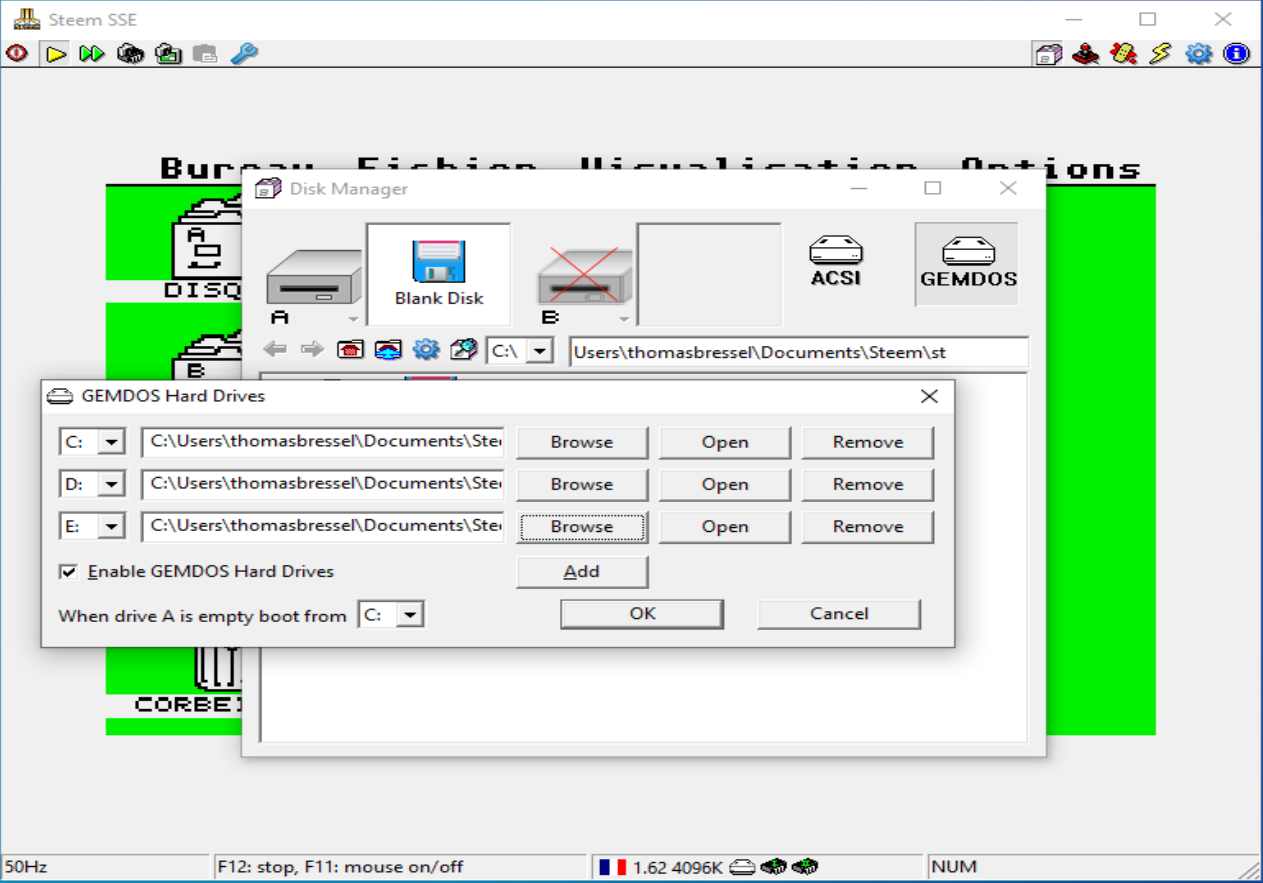 Steem SSE
Bureau Fichier Visualisation Options
Disk Manager
A
DISQ
A
Blank Disk
B
ACSI
GEMDOS
C:\
Users\thomasbressel\Documents\Steem\st
B
GEMDOS Hard Drives
C:
C:\Users\thomasbressel\Documents\Stee
Browse
Open
Remove
D:
C:\Users\thomasbressel\Documents\Stee
Browse
Open
Remove
E:
C:\Users\thomasbressel\Documents\Stee
Browse
Open
Remove
Enable GEMDOS Hard Drives
Add
When drive A is empty boot from
C:
OK
Cancel
CORBEI
50Hz
F12: stop, F11: mouse on/off
1.62 4096K
NUM